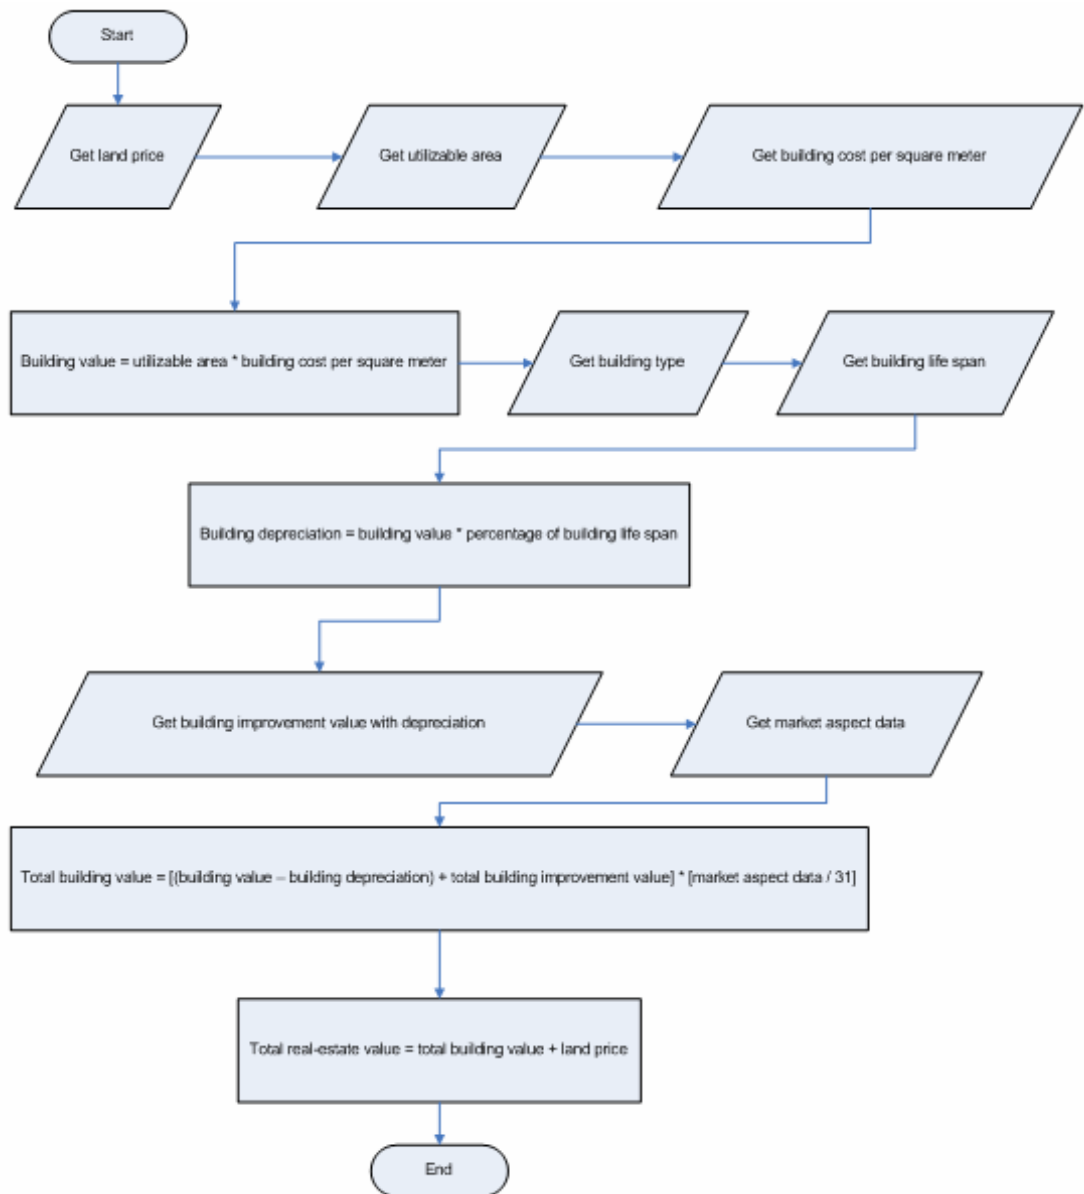 Start
Get land price
Get utilizable area
Get building cost per square meter
Building value = utilizable area * building cost per square meter
Get building type
Get building life span
Building depreciation = building value * percentage of building life span
Get building improvement value with depreciation
Get market aspect data
Total building value = [(building value – building depreciation) + total building improvement value] * [market aspect data / 31]
Total real-estate value = total building value + land price
End